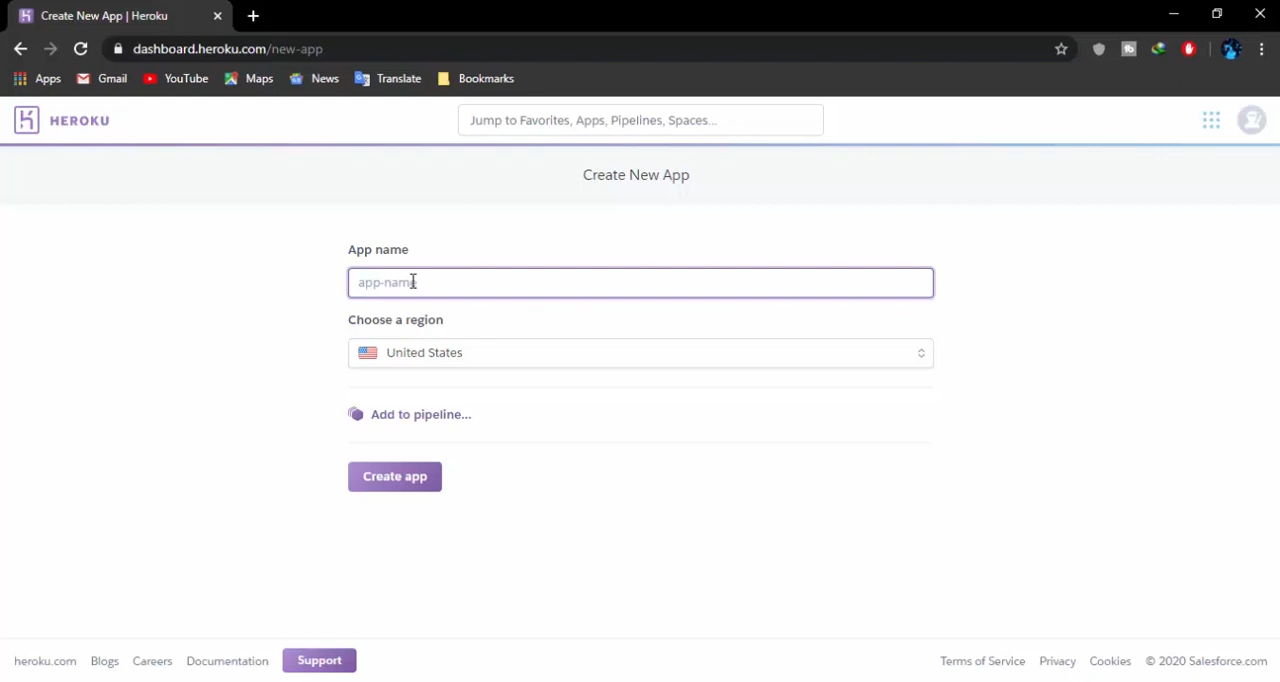 Create New App | Heroku
dashboard.heroku.com/new-app
Apps Gmail YouTube Maps News Translate Bookmarks
HEROKU
Jump to Favorites, Apps, Pipelines, Spaces...
Create New App
App name
app-name
Choose a region
United States
Add to pipeline...
Create app
heroku.com Blogs Careers Documentation Support Terms of Service Privacy Cookies © 2020 Salesforce.com